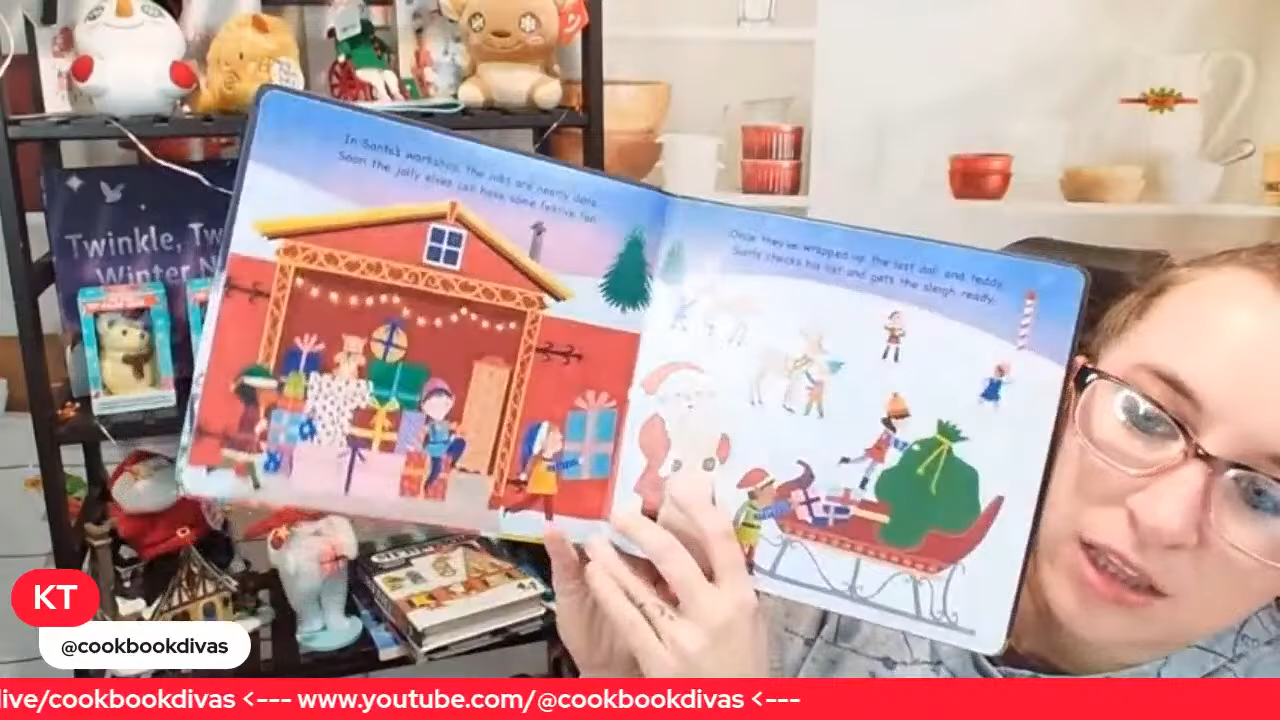 In Santa's workshop, the jobs are nearly done.
Soon the jolly elves can have some festive fun.
Once they've wrapped up the last doll and teddy,
Santa checks his list and gets the sleigh ready.
Twinkle, Tw
Winter N
KT
@cookbookdivas
live/cookbookdivas <--- www.youtube.com/@cookbookdivas <---